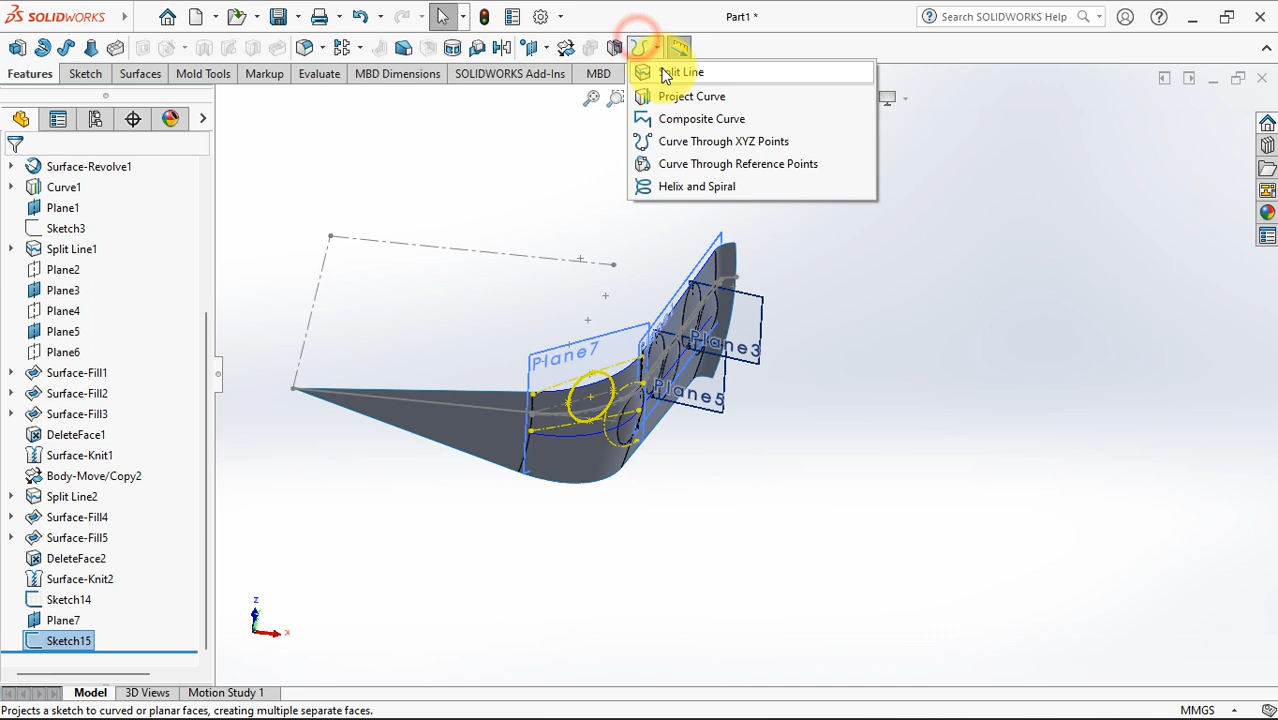 SOLIDWORKS
Part1 *
Search SOLIDWORKS Help
Features
Sketch
Surfaces
Mold Tools
Markup
Evaluate
MBD Dimensions
SOLIDWORKS Add-Ins
MBD
Split Line
Project Curve
Composite Curve
Curve Through XYZ Points
Curve Through Reference Points
Helix and Spiral
Surface-Revolve1
Curve1
Plane1
Sketch3
Split Line1
Plane2
Plane3
Plane4
Plane5
Plane6
Surface-Fill1
Surface-Fill2
Surface-Fill3
DeleteFace1
Surface-Knit1
Body-Move/Copy2
Split Line2
Surface-Fill4
Surface-Fill5
DeleteFace2
Surface-Knit2
Sketch14
Plane7
Sketch15
Plane7
Plane3
Plane5
z
x
Model
3D Views
Motion Study 1
Projects a sketch to curved or planar faces, creating multiple separate faces.
MMGS